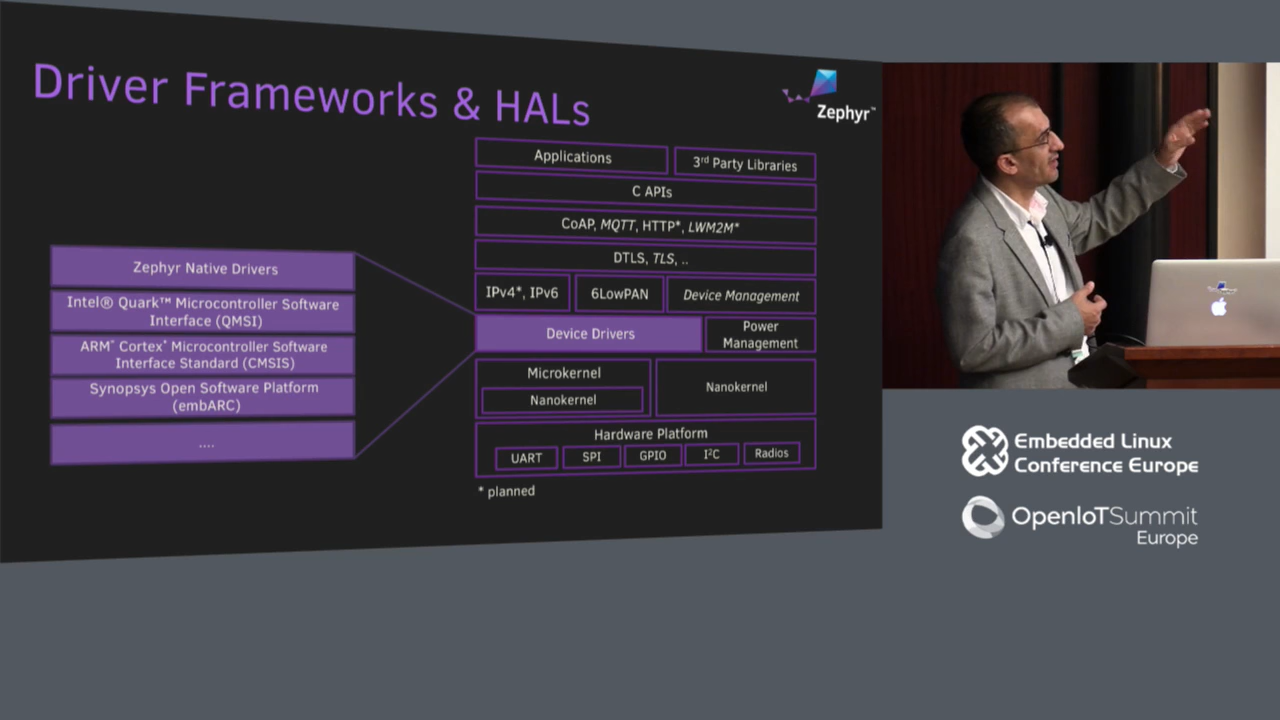 Driver Frameworks & HALs
Zephyr™
Applications
3rd Party Libraries
C APIs
CoAP, MQTT, HTTP*, LWM2M*
DTLS, TLS, ..
IPv4*, IPv6
6LowPAN
Device Management
Device Drivers
Power
Management
Microkernel
Nanokernel
Nanokernel
Hardware Platform
UART
SPI
GPIO
I²C
Radios
* planned
Zephyr Native Drivers
Intel® Quark™ Microcontroller Software
Interface (QMSI)
ARM® Cortex® Microcontroller Software
Interface Standard (CMSIS)
Synopsys Open Software Platform
(embARC)
....
Embedded Linux
Conference Europe
OpenIoTSummit
Europe